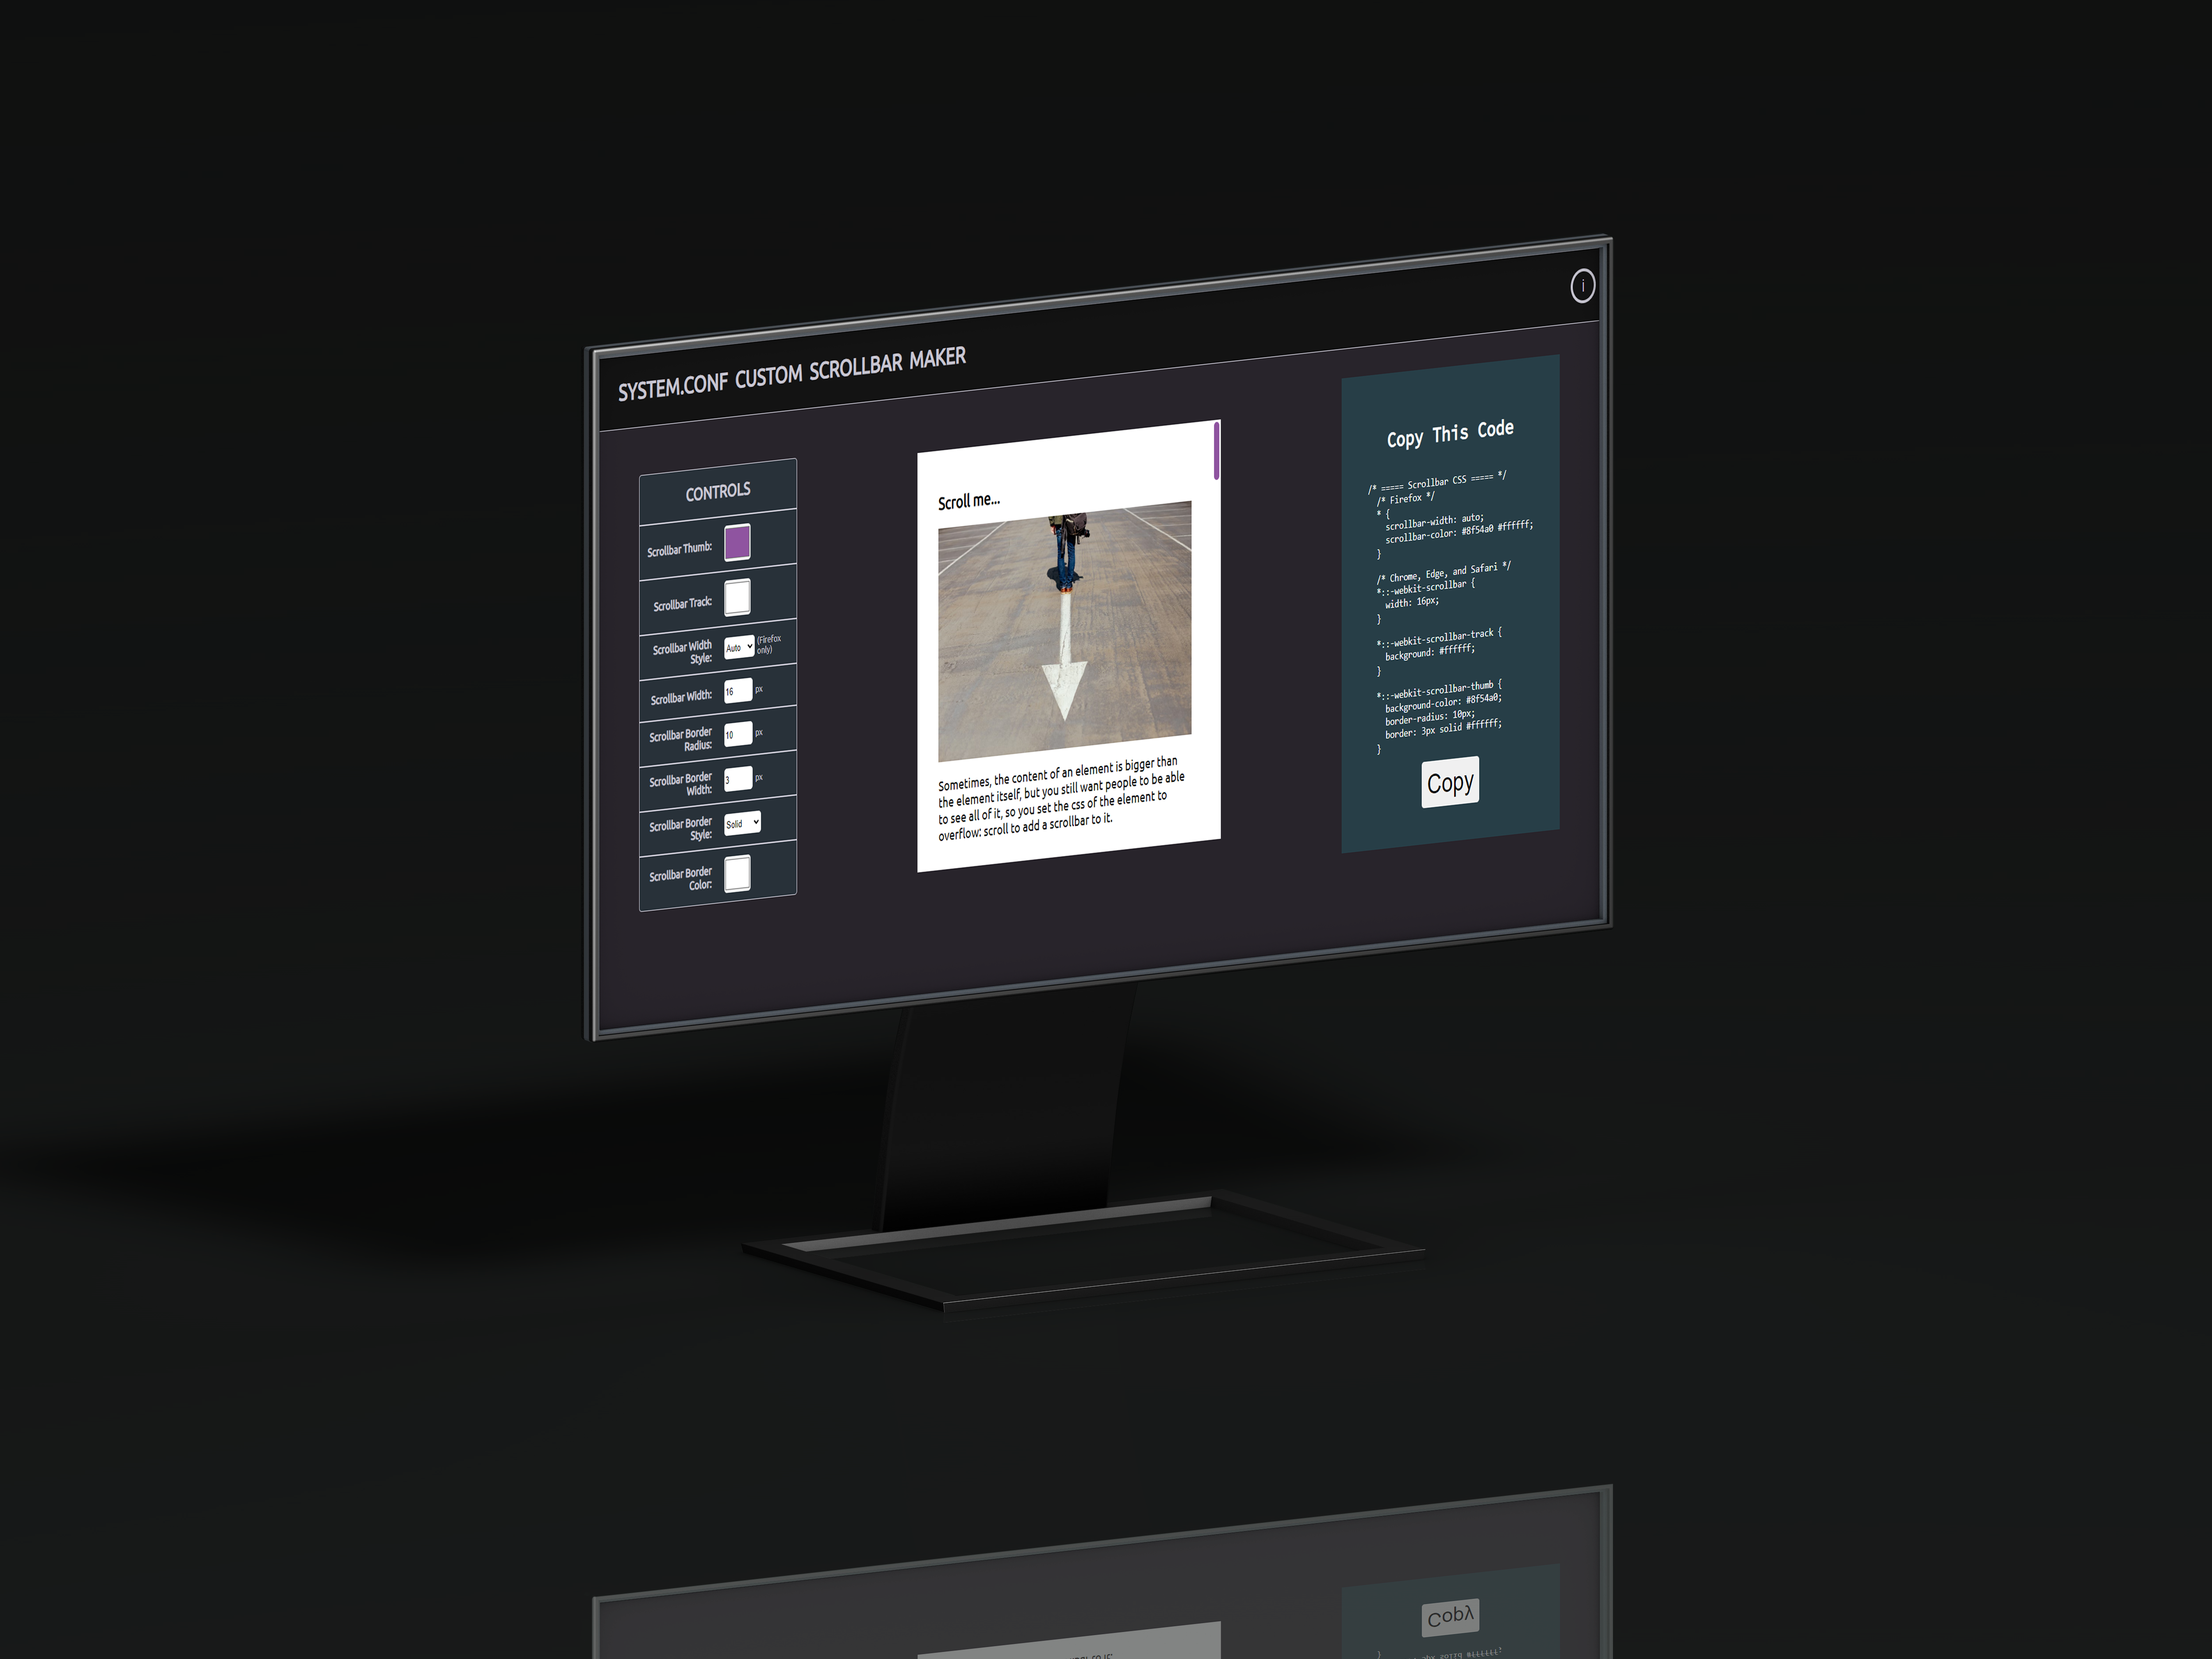 SYSTEM.CONF CUSTOM SCROLLBAR MAKER
i
CONTROLS
Scrollbar Thumb:
Scrollbar Track:
Scrollbar Width
Style:
Auto
(Firefox
only)
Scrollbar Width:
16
px
Scrollbar Border
Radius:
10
px
Scrollbar Border
Width:
3
px
Scrollbar Border
Style:
Solid
Scrollbar Border
Color:
Scroll me...
Sometimes, the content of an element is bigger than
the element itself, but you still want people to be able
to see all of it, so you set the css of the element to
overflow: scroll to add a scrollbar to it.
Copy This Code
/* ===== Scrollbar CSS ===== */
/* Firefox */
* {
scrollbar-width: auto;
scrollbar-color: #8f54a0 #ffffff;
}
/* Chrome, Edge, and Safari */
*::-webkit-scrollbar {
width: 16px;
}
*::-webkit-scrollbar-track {
background: #ffffff;
}
*::-webkit-scrollbar-thumb {
background-color: #8f54a0;
border-radius: 10px;
border: 3px solid #ffffff;
}
Copy